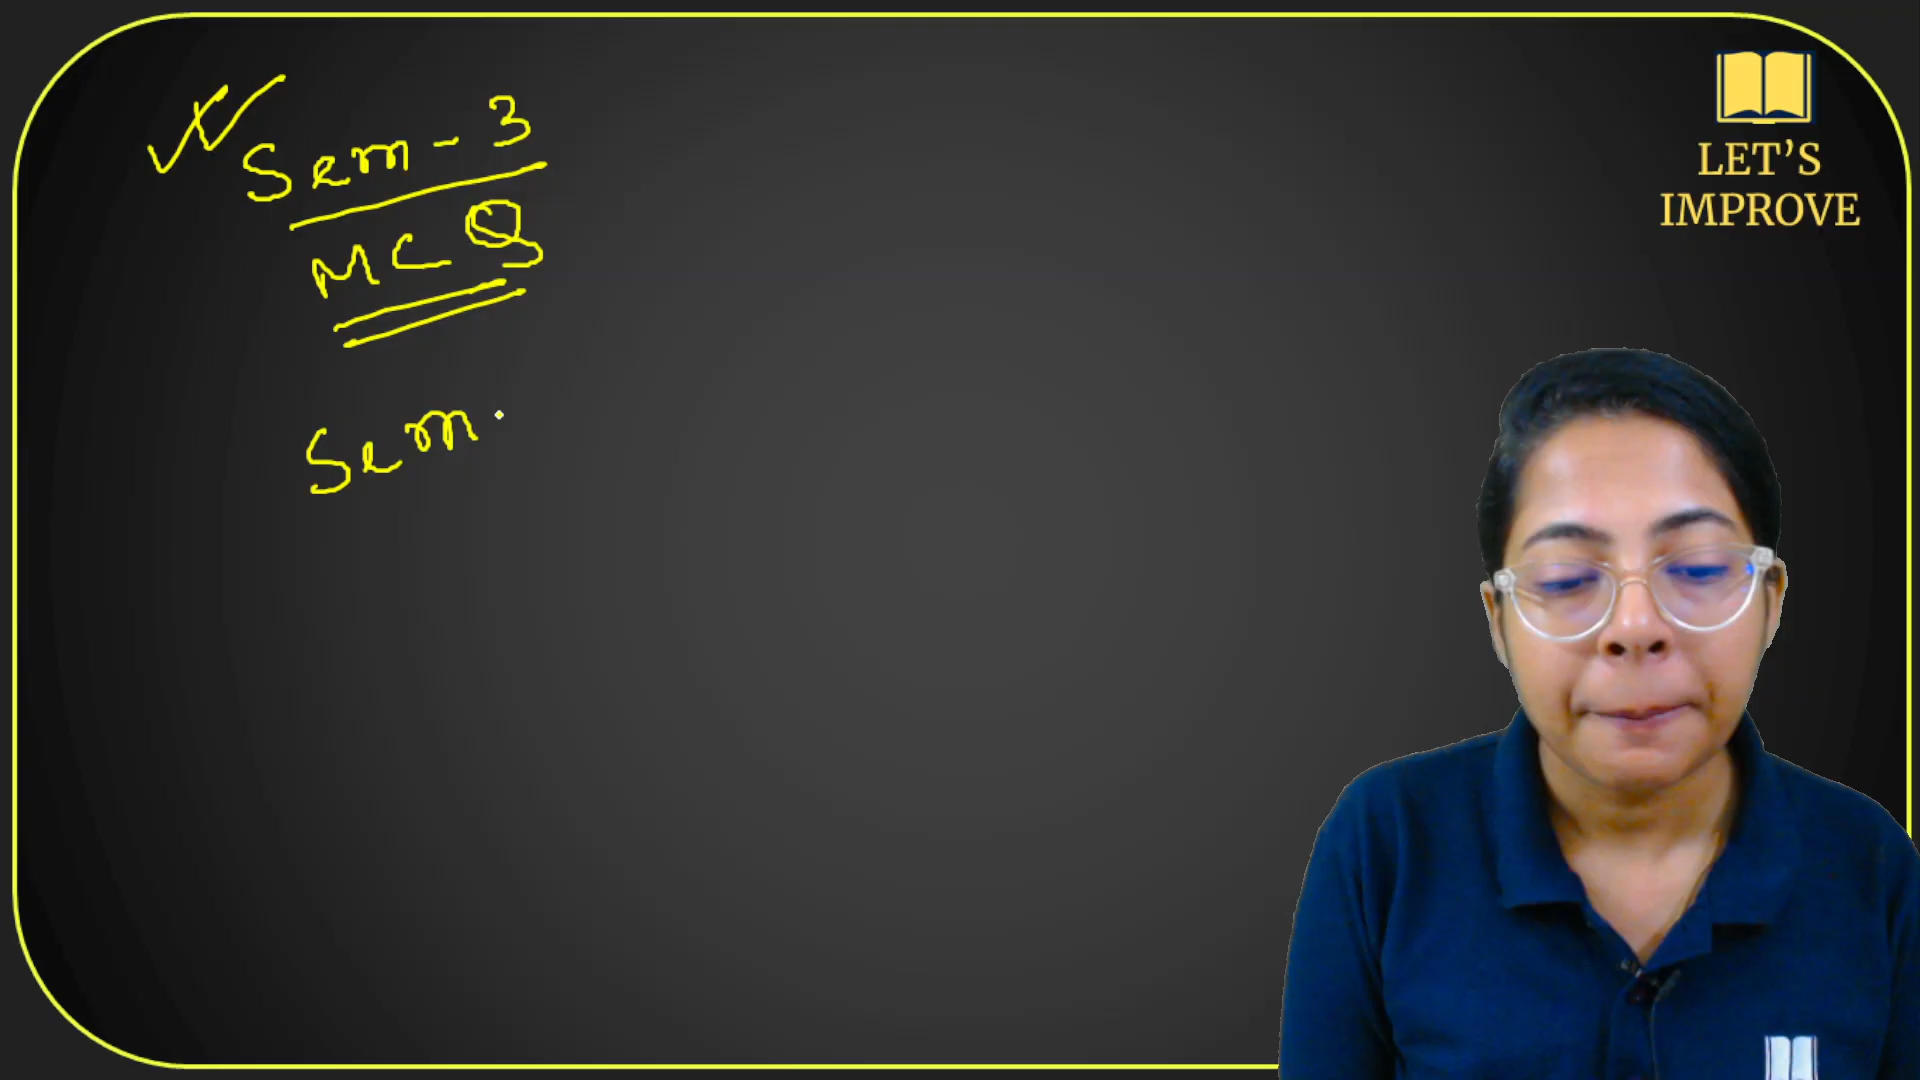 Sem - 3
MCQ
Sem
LET'S
IMPROVE